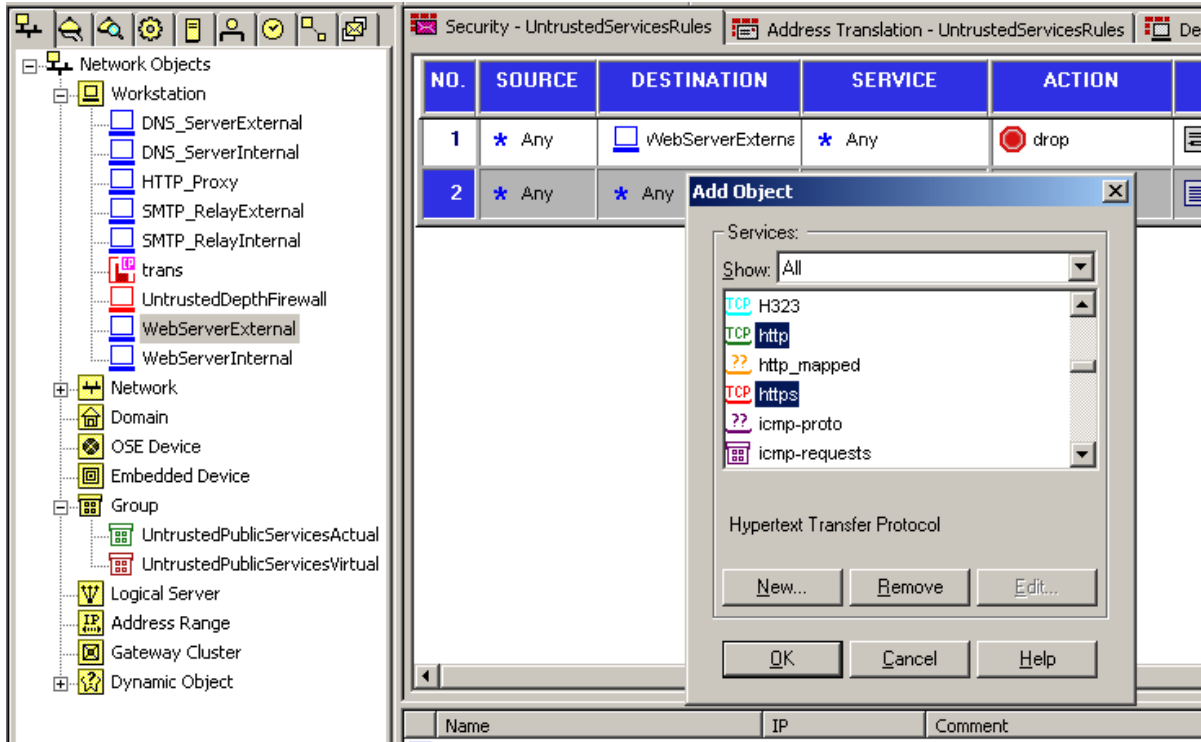 Security - UntrustedServicesRules
Address Translation - UntrustedServicesRules
De
Network Objects
Workstation
DNS_ServerExternal
DNS_ServerInternal
HTTP_Proxy
SMTP_RelayExternal
SMTP_RelayInternal
trans
UntrustedDepthFirewall
WebServerExternal
WebServerInternal
Network
Domain
OSE Device
Embedded Device
Group
UntrustedPublicServicesActual
UntrustedPublicServicesVirtual
Logical Server
Address Range
Gateway Cluster
Dynamic Object
NO. SOURCE DESTINATION SERVICE ACTION
1 * Any WebServerExterna * Any drop
2 * Any * Any
Add Object
Services:
Show: All
TCP H323
TCP http
?? http_mapped
TCP https
?? icmp-proto
icmp-requests
Hypertext Transfer Protocol
New... Remove Edit...
OK Cancel Help
Name IP Comment